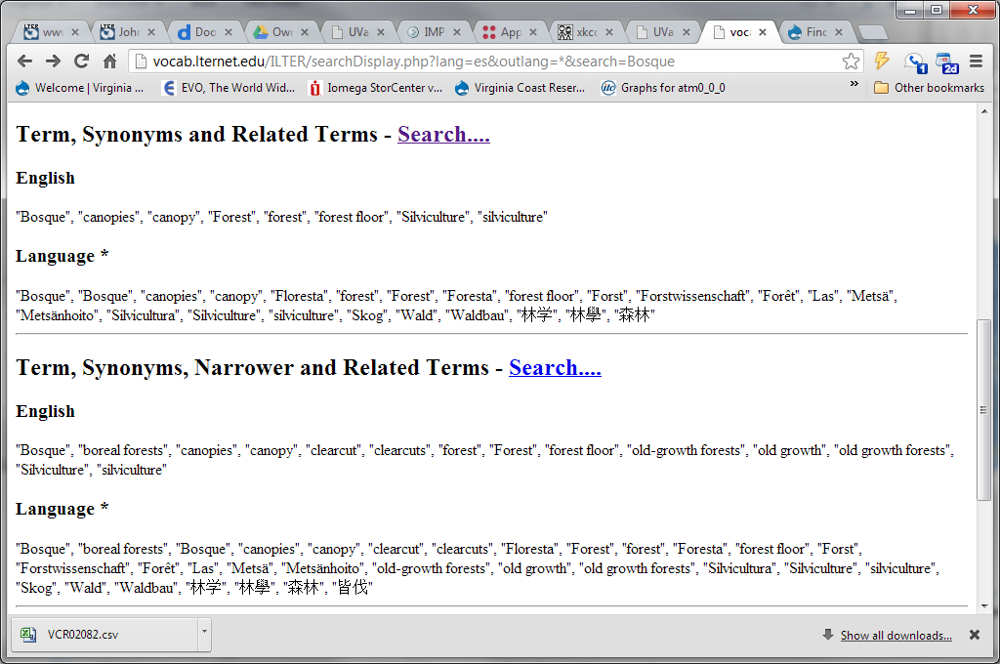 www
John
Doo
Own
UVa
IMP
App
xkcc
UVa
voca
Find
vocab.lternet.edu/ILTER/searchDisplay.php?lang=es&outlang=*&search=Bosque
1
2d
Welcome | Virginia ...
EVO, The World Wid...
Iomega StorCenter v...
Virginia Coast Reser...
Graphs for atm0_0_0
»
Other bookmarks
Term, Synonyms and Related Terms - Search....
English
"Bosque", "canopies", "canopy", "Forest", "forest", "forest floor", "Silviculture", "silviculture"
Language *
"Bosque", "Bosque", "canopies", "canopy", "Floresta", "forest", "Forest", "Foresta", "forest floor", "Forst", "Forstwissenschaft", "Forêt", "Las", "Metsä",
"Metsänhoito", "Silvicultura", "Silviculture", "silviculture", "Skog", "Wald", "Waldbau", "林学", "林學", "森林"
Term, Synonyms, Narrower and Related Terms - Search....
English
"Bosque", "boreal forests", "canopies", "canopy", "clearcut", "clearcuts", "forest", "Forest", "forest floor", "old-growth forests", "old growth", "old growth forests",
"Silviculture", "silviculture"
Language *
"Bosque", "boreal forests", "Bosque", "canopies", "canopy", "clearcut", "clearcuts", "Floresta", "Forest", "forest", "Foresta", "forest floor", "Forst",
"Forstwissenschaft", "Forêt", "Las", "Metsä", "Metsänhoito", "old-growth forests", "old growth", "old growth forests", "Silvicultura", "Silviculture", "silviculture",
"Skog", "Wald", "Waldbau", "林学", "林學", "森林", "皆伐"
VCR02082.csv
Show all downloads...